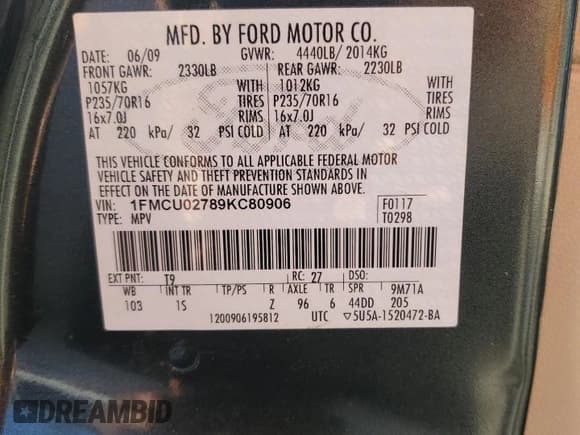 MFD. BY FORD MOTOR CO.
DATE: 06/09 GVWR: 4440LB/ 2014KG
FRONT GAWR: 2330LB REAR GAWR: 2230LB
1057KG WITH 1012KG WITH
P235/70R16 TIRES P235/70R16 TIRES
16x7.0J RIMS 16x7.0J RIMS
AT 220 kPa/ 32 PSI COLD AT 220 kPa/ 32 PSI COLD
THIS VEHICLE CONFORMS TO ALL APPLICABLE FEDERAL MOTOR
VEHICLE SAFETY AND THEFT PREVENTION STANDARDS IN
EFFECT ON THE DATE OF MANUFACTURE SHOWN ABOVE.
VIN: 1FMCU02789KC80906 F0117
TYPE: MPV T0298
EXT PNT: T9 RC: 27 DSO:
WB INT TR TP/PS R AXLE TR SPR 9M71A
103 1S Z 96 6 44DD 205
1200906195812 UTC ▽5U5A-1520472-BA
Ford
DREAMBID